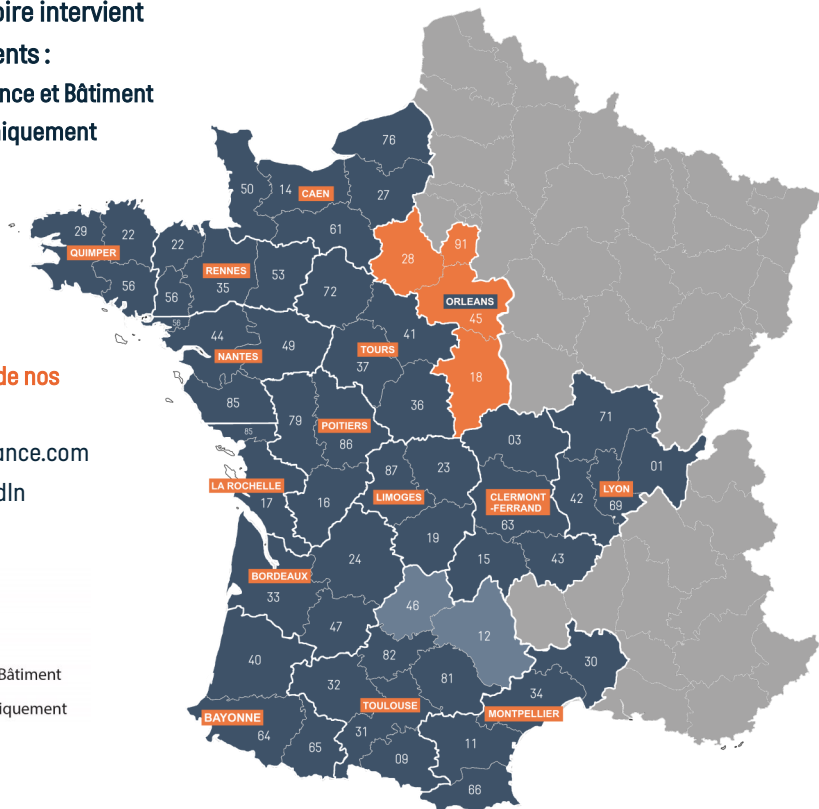 oire intervient
ents :
nce et Bâtiment
niquement
76
50
14
CAEN
27
61
91
28
29
22
22
QUIMPER
RENNES
35
53
56
56
56
72
ORLEANS
45
44
49
41
NANTES
TOURS
37
de nos
18
85
79
36
71
POITIERS
85
86
03
ance.com
87
23
01
LA ROCHELLE
LIMOGES
CLERMONT
-FERRAND
LYON
dIn
17
16
42
69
63
19
24
15
43
BORDEAUX
33
46
47
12
82
30
40
Bâtiment
32
81
34
iquement
TOULOUSE
BAYONNE
MONTPELLIER
64
31
65
09
11
66